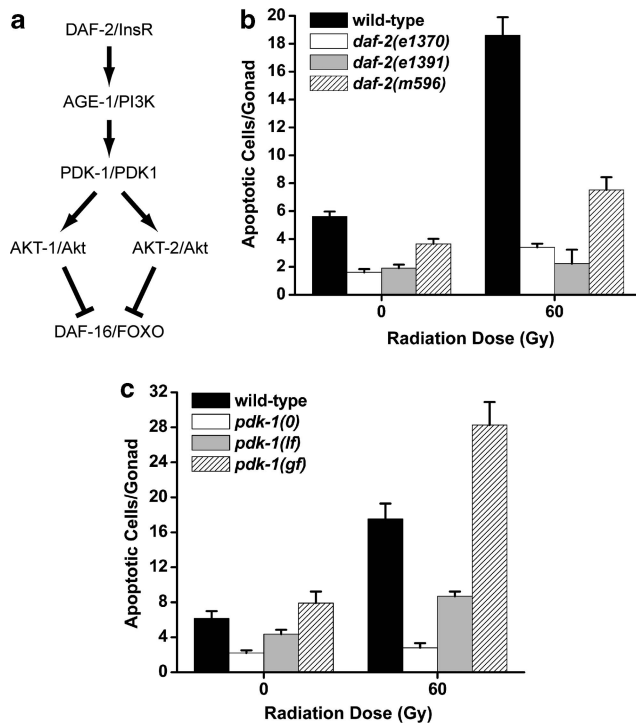 a
DAF-2/InsR
AGE-1/PI3K
PDK-1/PDK1
AKT-1/Akt AKT-2/Akt
DAF-16/FOXO
b
wild-type
daf-2(e1370)
daf-2(e1391)
daf-2(m596)
Apoptotic Cells/Gonad
20
18
16
14
12
10
8
6
4
2
0
0 60
Radiation Dose (Gy)
c
wild-type
pdk-1(0)
pdk-1(lf)
pdk-1(gf)
Apoptotic Cells/Gonad
32
28
24
20
16
12
8
4
0
0 60
Radiation Dose (Gy)